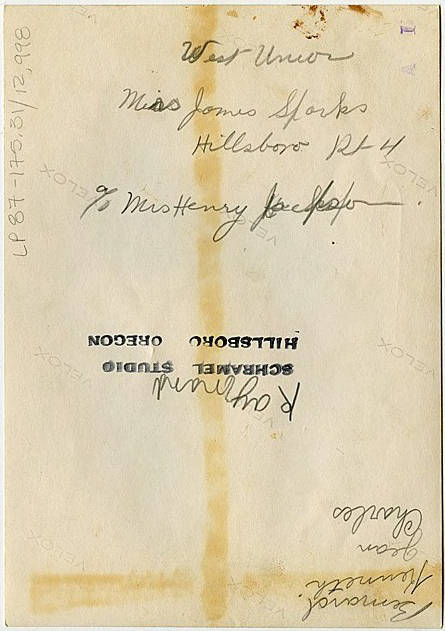 West Union
Miss James Sparks
Hillsboro Rt 4
c/o Mrs Henry Jackson
LP87-175.31/12,998
SCHRAMEL STUDIO
HILLSBORO OREGON
Raymond
Bernard
Kenneth
Jean
Charles
VELOX